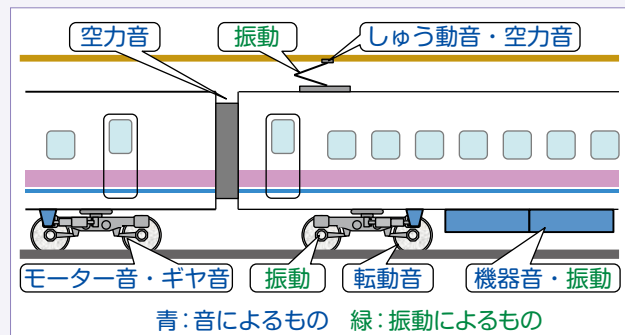 空力音
振動
しゅう動音・空力音
モーター音・ギヤ音
振動
転動音
機器音・振動
青：音によるもの 緑：振動によるもの